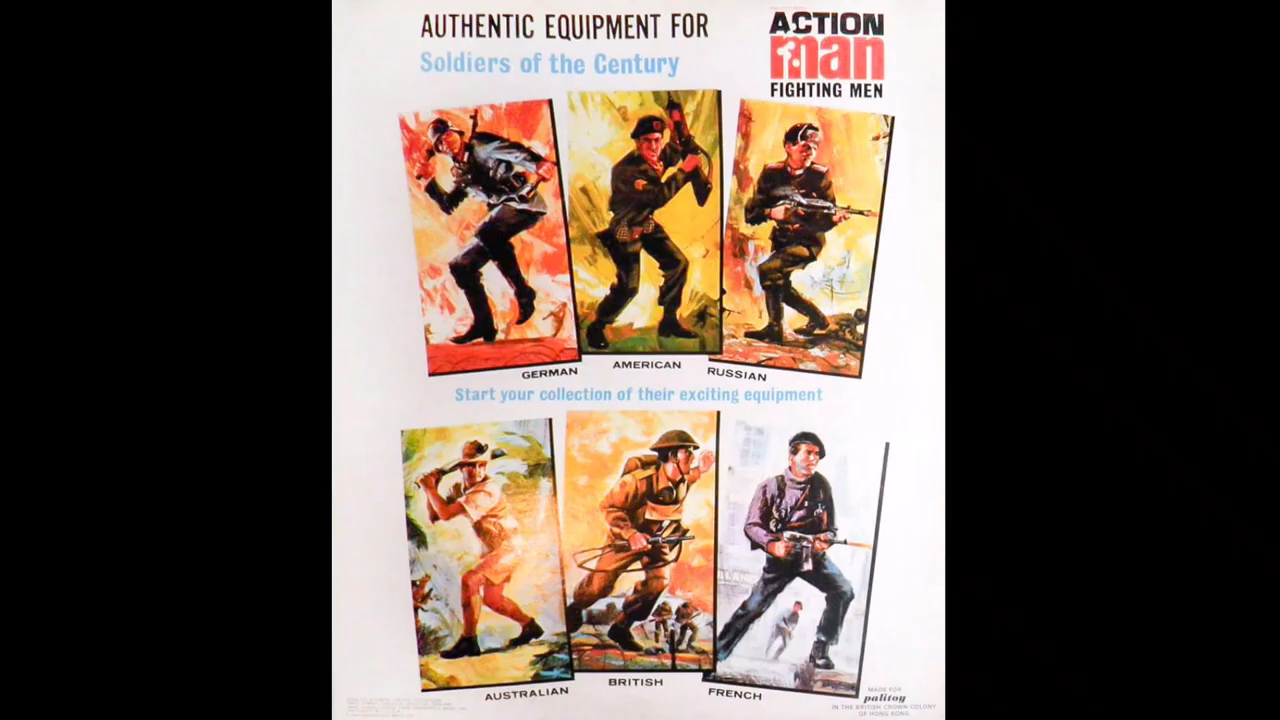 AUTHENTIC EQUIPMENT FOR
Soldiers of the Century
ACTION
man
FIGHTING MEN
GERMAN
AMERICAN
RUSSIAN
Start your collection of their exciting equipment
AUSTRALIAN
BRITISH
FRENCH
MADE FOR
palitoy
IN THE BRITISH CROWN COLONY
OF HONG KONG